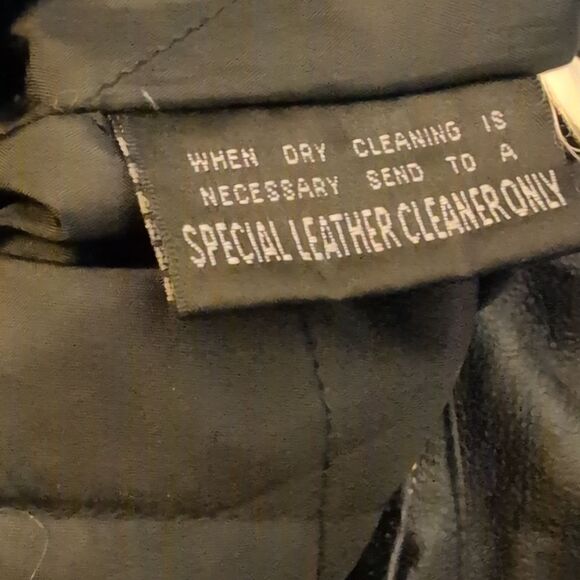 WHEN DRY CLEANING IS
NECESSARY SEND TO A
SPECIAL LEATHER CLEANER ONLY